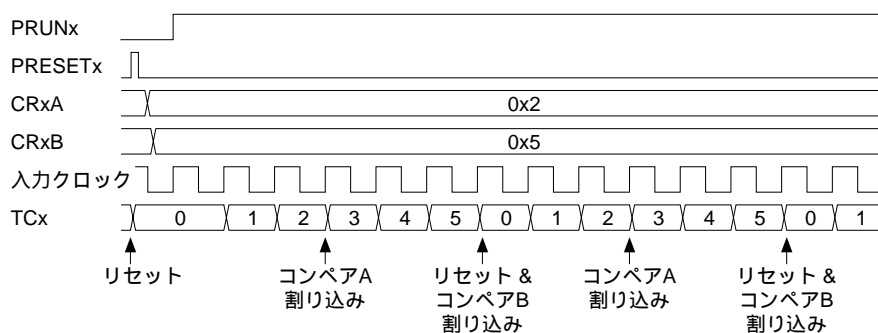 PRUNx
PRESETx
CRxA 0x2
CRxB 0x5
入力クロック
TCx 0 1 2 3 4 5 0 1 2 3 4 5 0 1
リセット コンペアA リセット & コンペアA リセット &
割り込み コンペアB 割り込み コンペアB
割り込み 割り込み